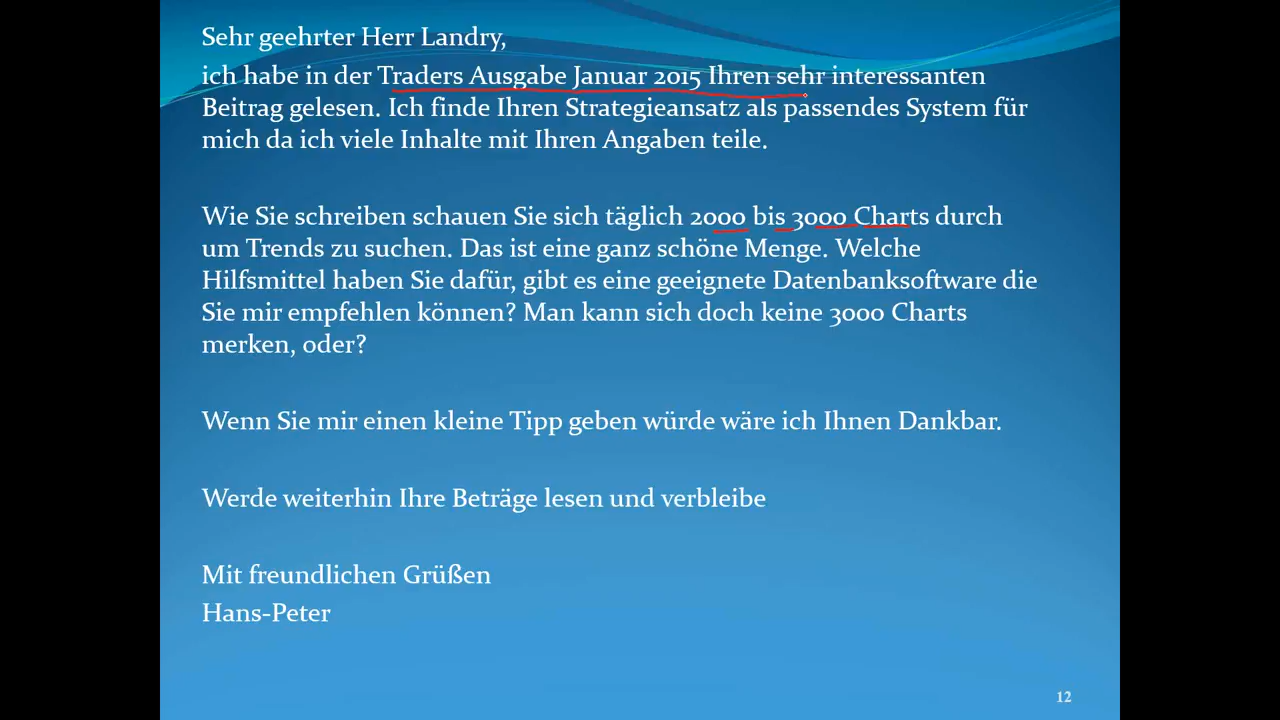 Sehr geehrter Herr Landry,
ich habe in der Traders Ausgabe Januar 2015 Ihren sehr interessanten
Beitrag gelesen. Ich finde Ihren Strategieansatz als passendes System für
mich da ich viele Inhalte mit Ihren Angaben teile.
Wie Sie schreiben schauen Sie sich täglich 2000 bis 3000 Charts durch
um Trends zu suchen. Das ist eine ganz schöne Menge. Welche
Hilfsmittel haben Sie dafür, gibt es eine geeignete Datenbanksoftware die
Sie mir empfehlen können? Man kann sich doch keine 3000 Charts
merken, oder?
Wenn Sie mir einen kleine Tipp geben würde wäre ich Ihnen Dankbar.
Werde weiterhin Ihre Beträge lesen und verbleibe
Mit freundlichen Grüßen
Hans-Peter
12